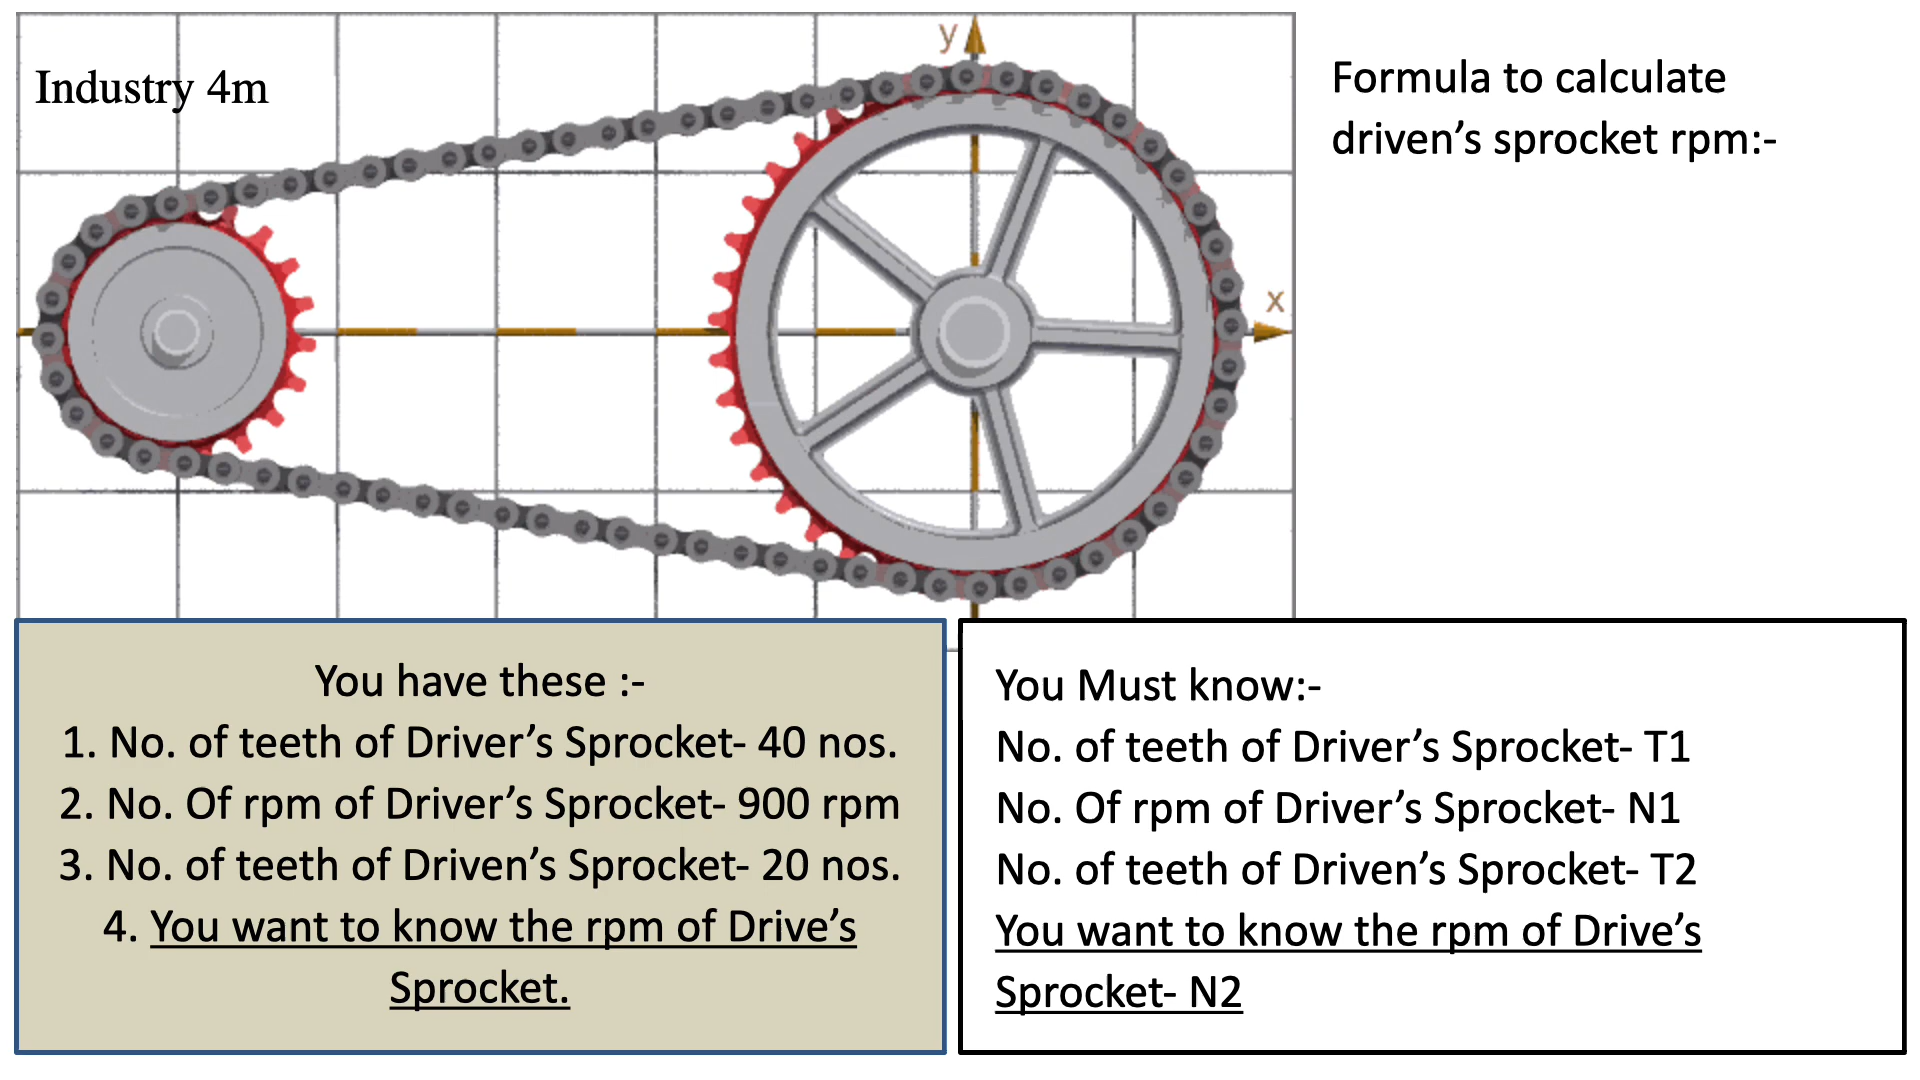 Industry 4m
y
x
Formula to calculate
driven’s sprocket rpm:-
You have these :-
1. No. of teeth of Driver’s Sprocket- 40 nos.
2. No. Of rpm of Driver’s Sprocket- 900 rpm
3. No. of teeth of Driven’s Sprocket- 20 nos.
4. You want to know the rpm of Drive’s
Sprocket.
You Must know:-
No. of teeth of Driver’s Sprocket- T1
No. Of rpm of Driver’s Sprocket- N1
No. of teeth of Driven’s Sprocket- T2
You want to know the rpm of Drive’s
Sprocket- N2